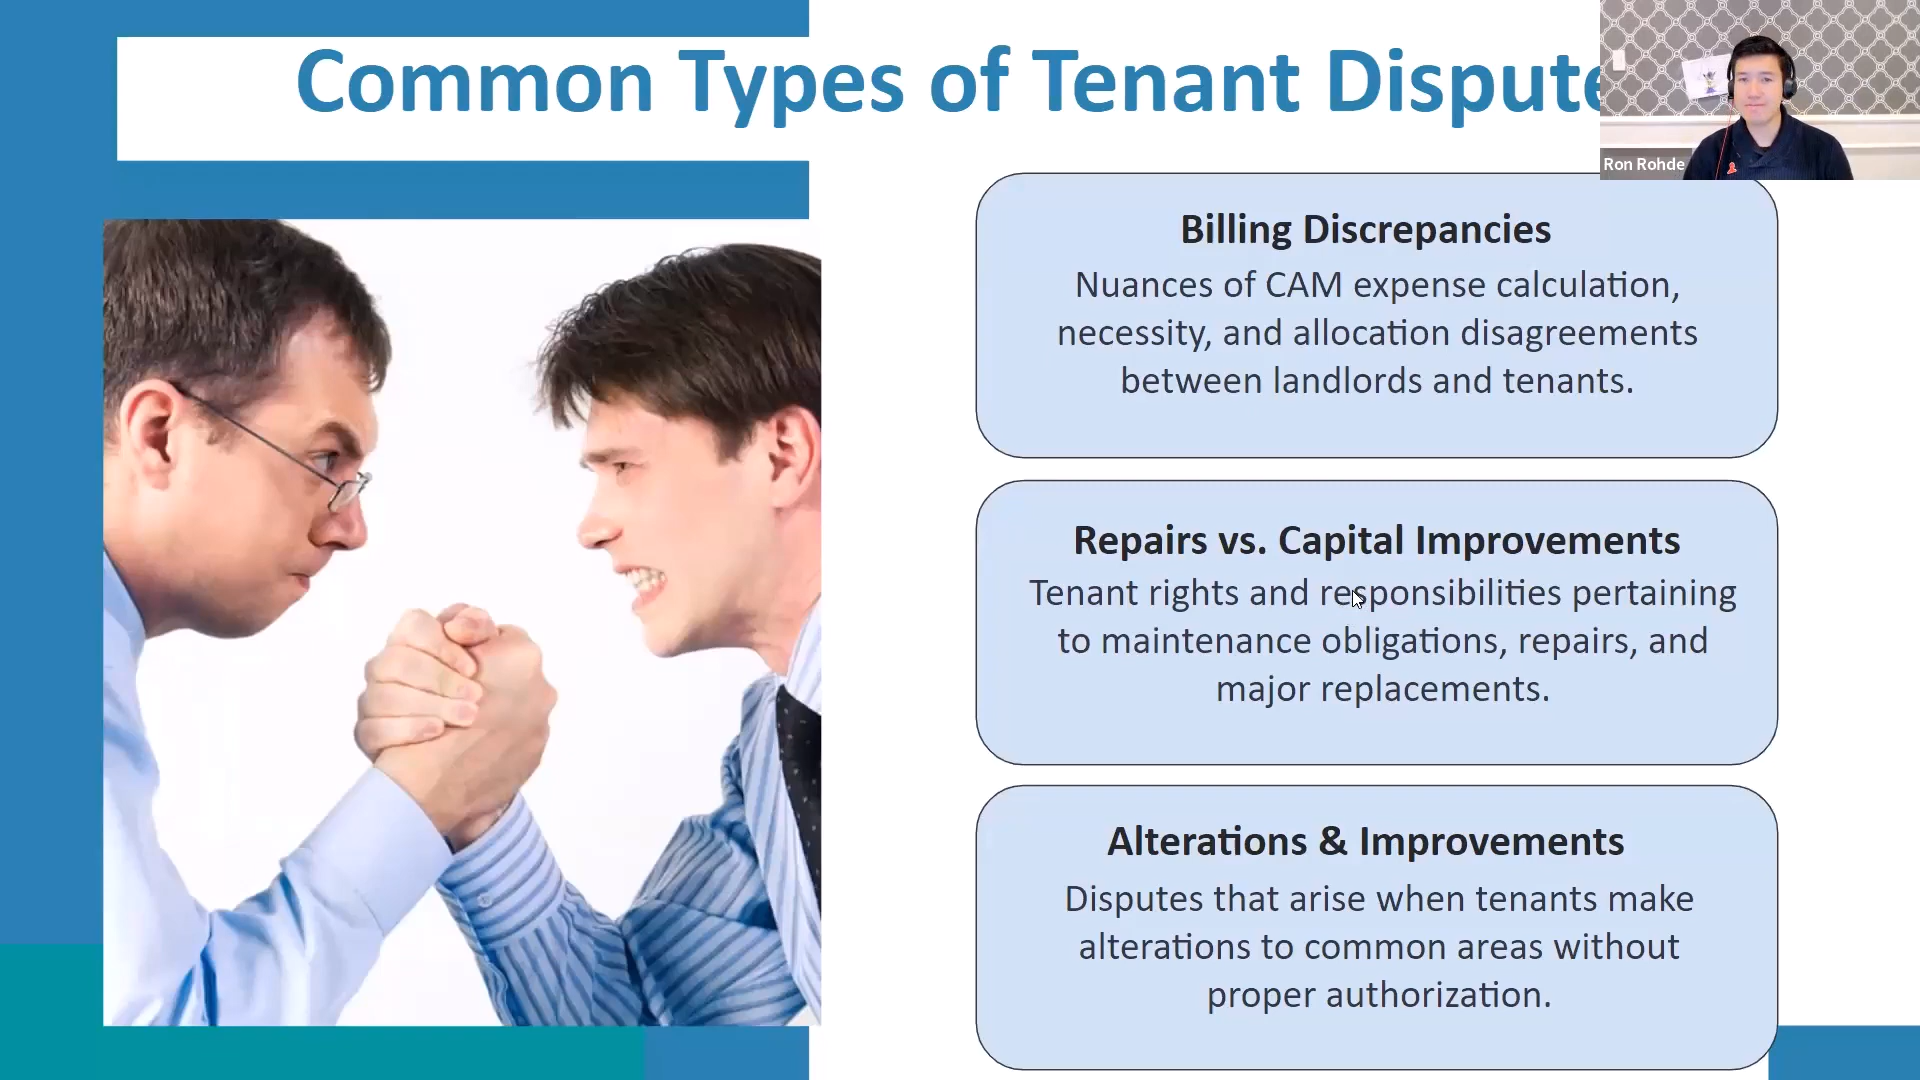 Common Types of Tenant Dispute
Ron Rohde
Billing Discrepancies
Nuances of CAM expense calculation,
necessity, and allocation disagreements
between landlords and tenants.
Repairs vs. Capital Improvements
Tenant rights and responsibilities pertaining
to maintenance obligations, repairs, and
major replacements.
Alterations & Improvements
Disputes that arise when tenants make
alterations to common areas without
proper authorization.